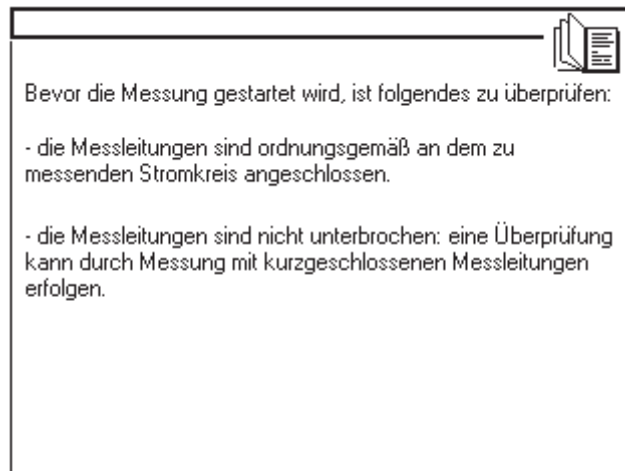 Bevor die Messung gestartet wird, ist folgendes zu überprüfen:
- die Messleitungen sind ordnungsgemäß an dem zu
messenden Stromkreis angeschlossen.
- die Messleitungen sind nicht unterbrochen: eine Überprüfung
kann durch Messung mit kurzgeschlossenen Messleitungen
erfolgen.